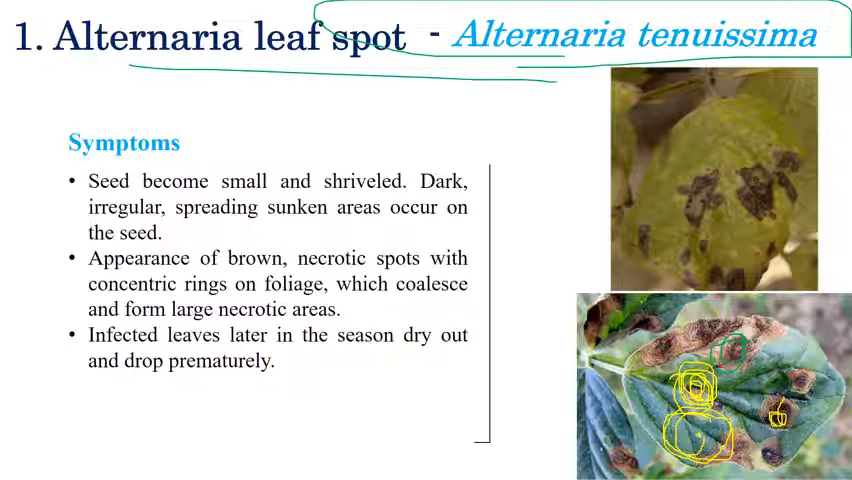 1. Alternaria leaf spot - Alternaria tenuissima
Symptoms
• Seed become small and shriveled. Dark,
irregular, spreading sunken areas occur on
the seed.
• Appearance of brown, necrotic spots with
concentric rings on foliage, which coalesce
and form large necrotic areas.
• Infected leaves later in the season dry out
and drop prematurely.